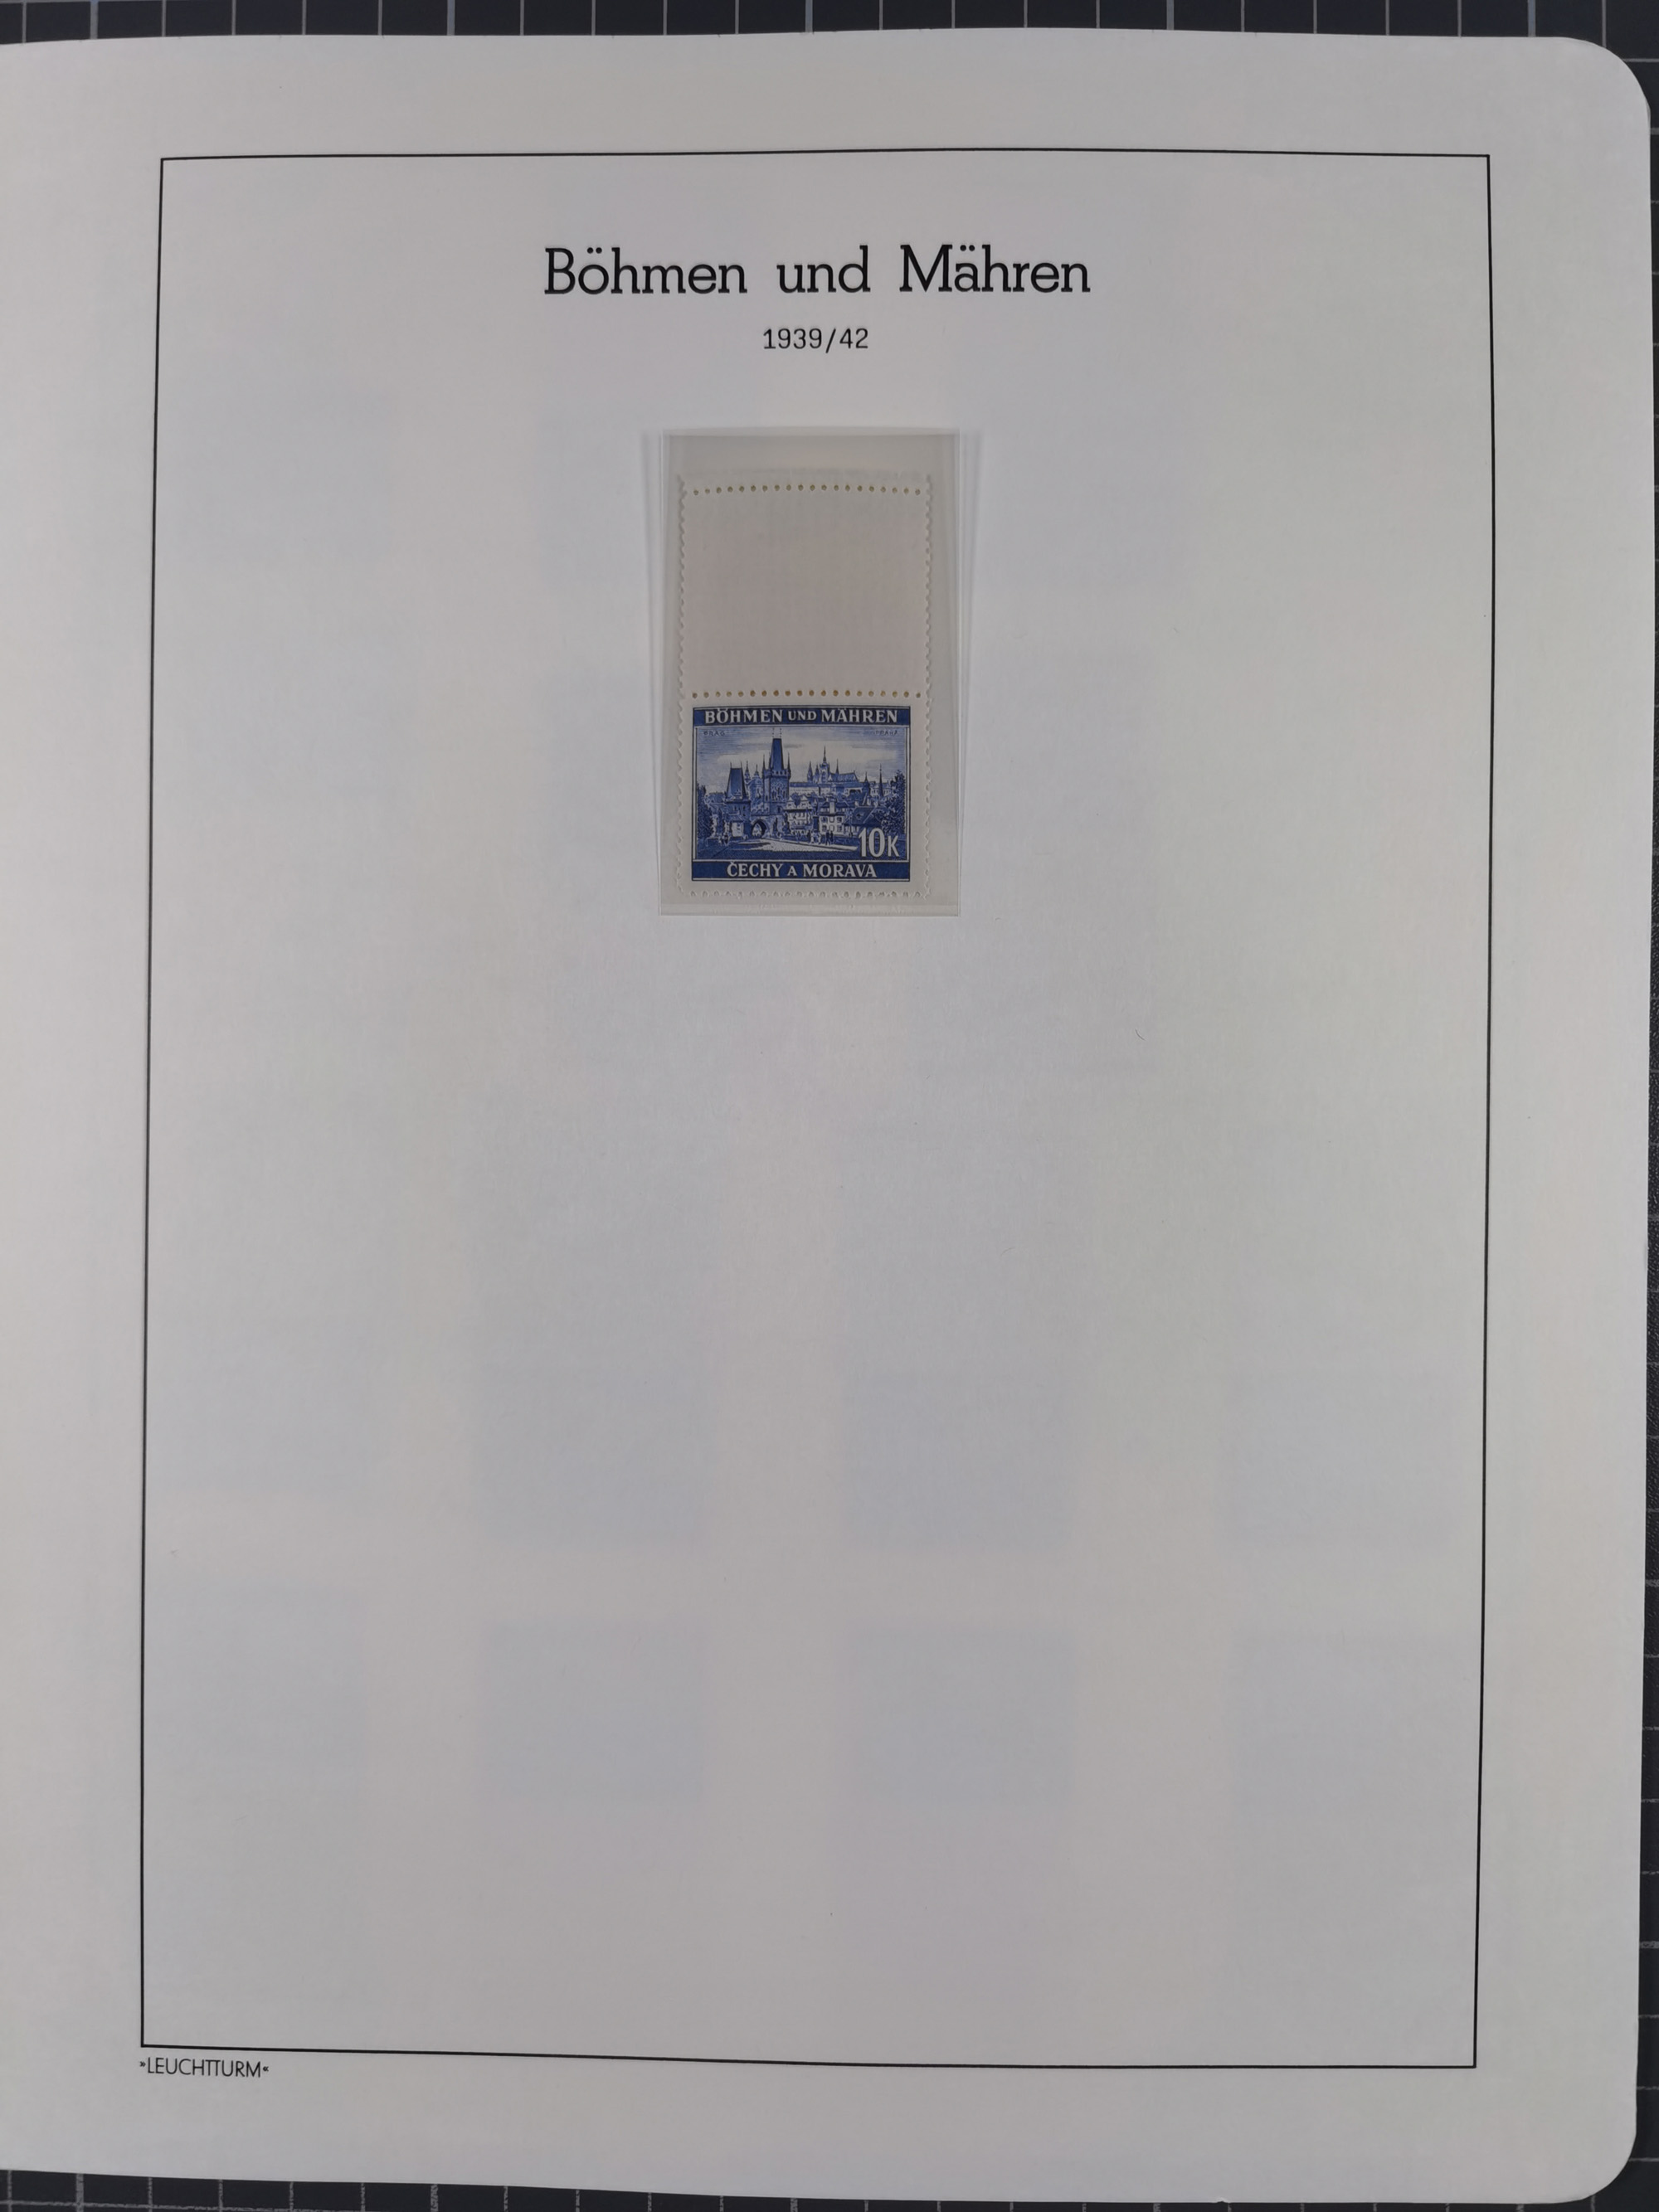 Böhmen und Mähren
1939/42
BÖHMEN UND MÄHREN
10K
ČECHY A MORAVA
»LEUCHTTURM«